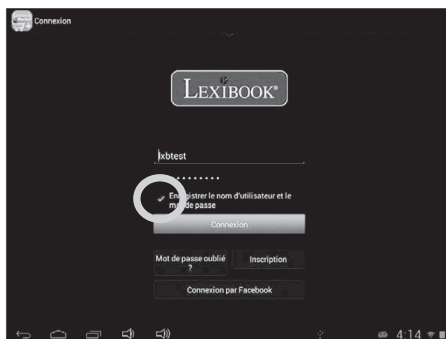 Connexion
LEXIBOOK®
lxbtest
Enregistrer le nom d'utilisateur et le
mot de passe
Connexion
Mot de passe oublié
?
Inscription
Connexion par Facebook
4:14